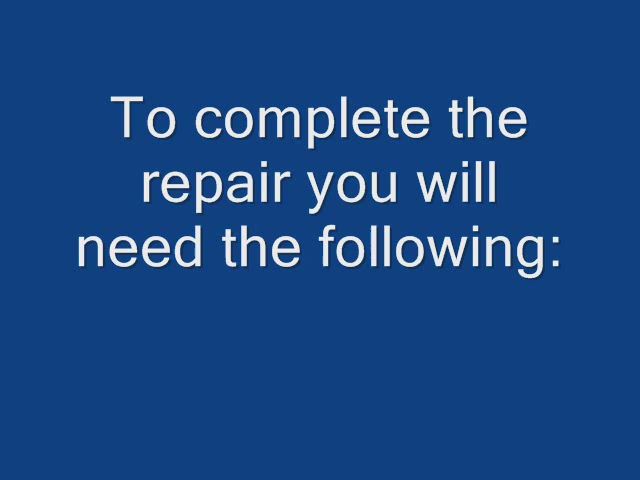 To complete the
repair you will
need the following: